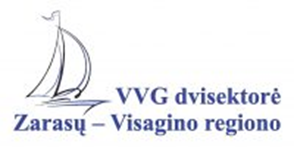 VVG dvisektorė
Zarasų – Visagino regiono